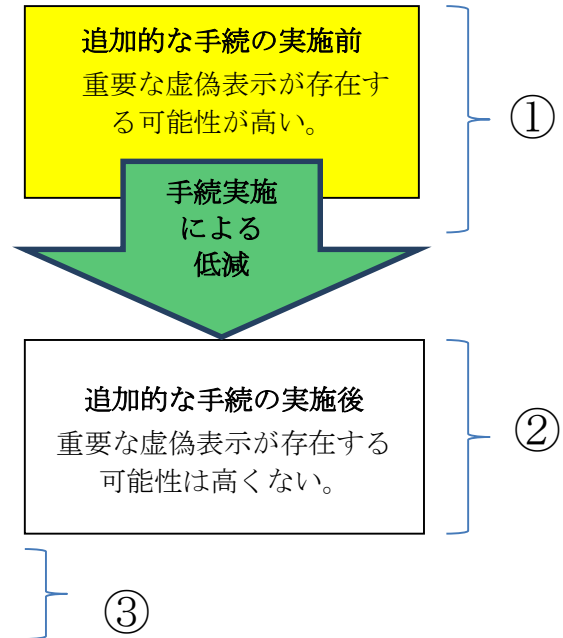 追加的な手続の実施前
重要な虚偽表示が存在す
る可能性が高い。
①
手続実施
による
低減
追加的な手続の実施後
重要な虚偽表示が存在する
可能性は高くない。
②
③